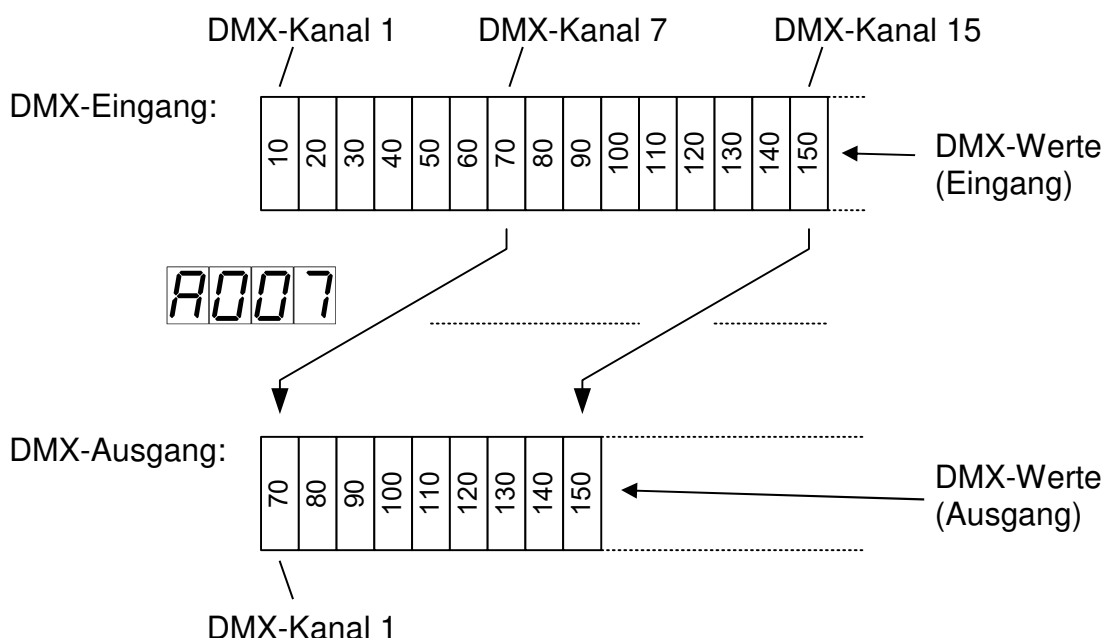 DMX-Kanal 1 DMX-Kanal 7 DMX-Kanal 15
DMX-Eingang:
10 20 30 40 50 60 70 80 90 100 110 120 130 140 150
DMX-Werte
(Eingang)
A007
DMX-Ausgang:
70 80 90 100 110 120 130 140 150
DMX-Werte
(Ausgang)
DMX-Kanal 1